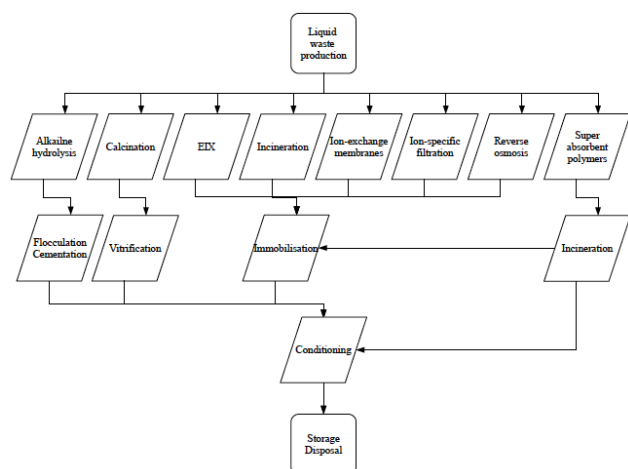 Liquid
waste
production
Alkailne
hydrolysis
Calcination
EIX
Incineration
Ion-exchange
membranes
Ion-specific
filtration
Reverse
osmosis
Super
absorbent
polymers
Flocculation
Cementation
Vitrification
Immobilisation
Incineration
Conditioning
Storage
Disposal